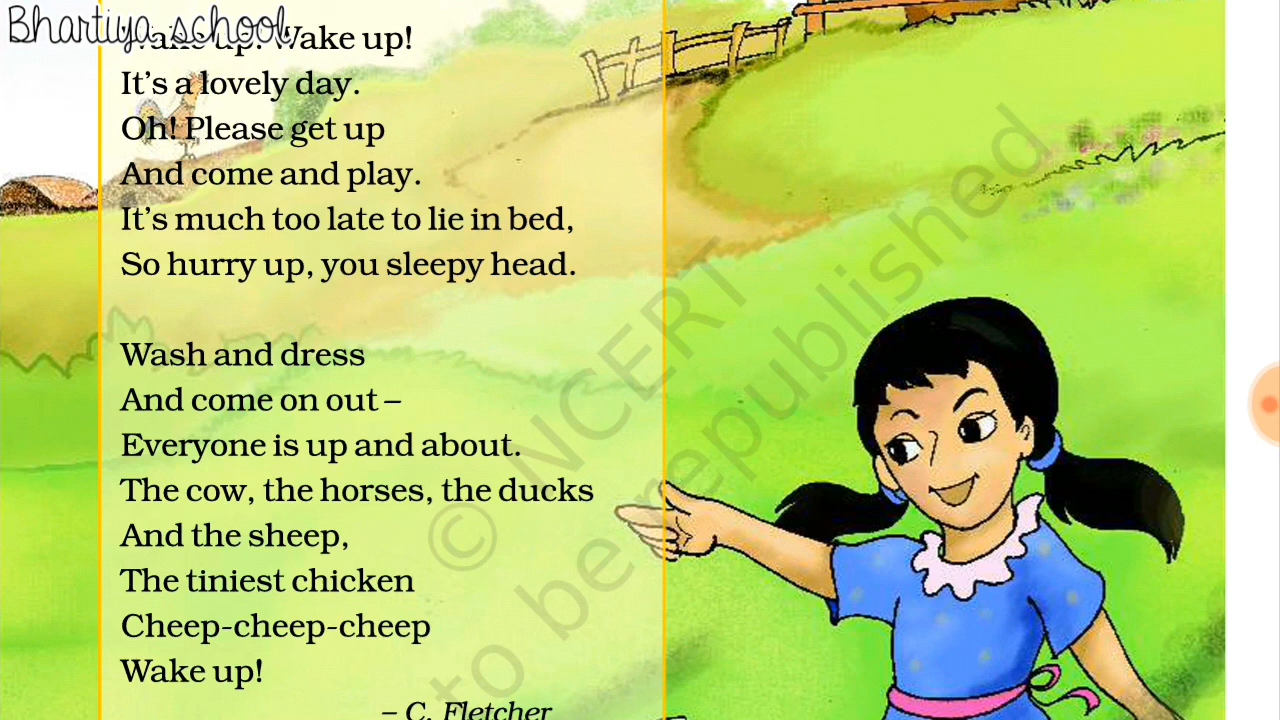 Bhartiya school
Wake up! Wake up!
It's a lovely day.
Oh! Please get up
And come and play.
It's much too late to lie in bed,
So hurry up, you sleepy head.
Wash and dress
And come on out –
Everyone is up and about.
The cow, the horses, the ducks
And the sheep,
The tiniest chicken
Cheep-cheep-cheep
Wake up!
– C. Fletcher
© NCERT
to be republished